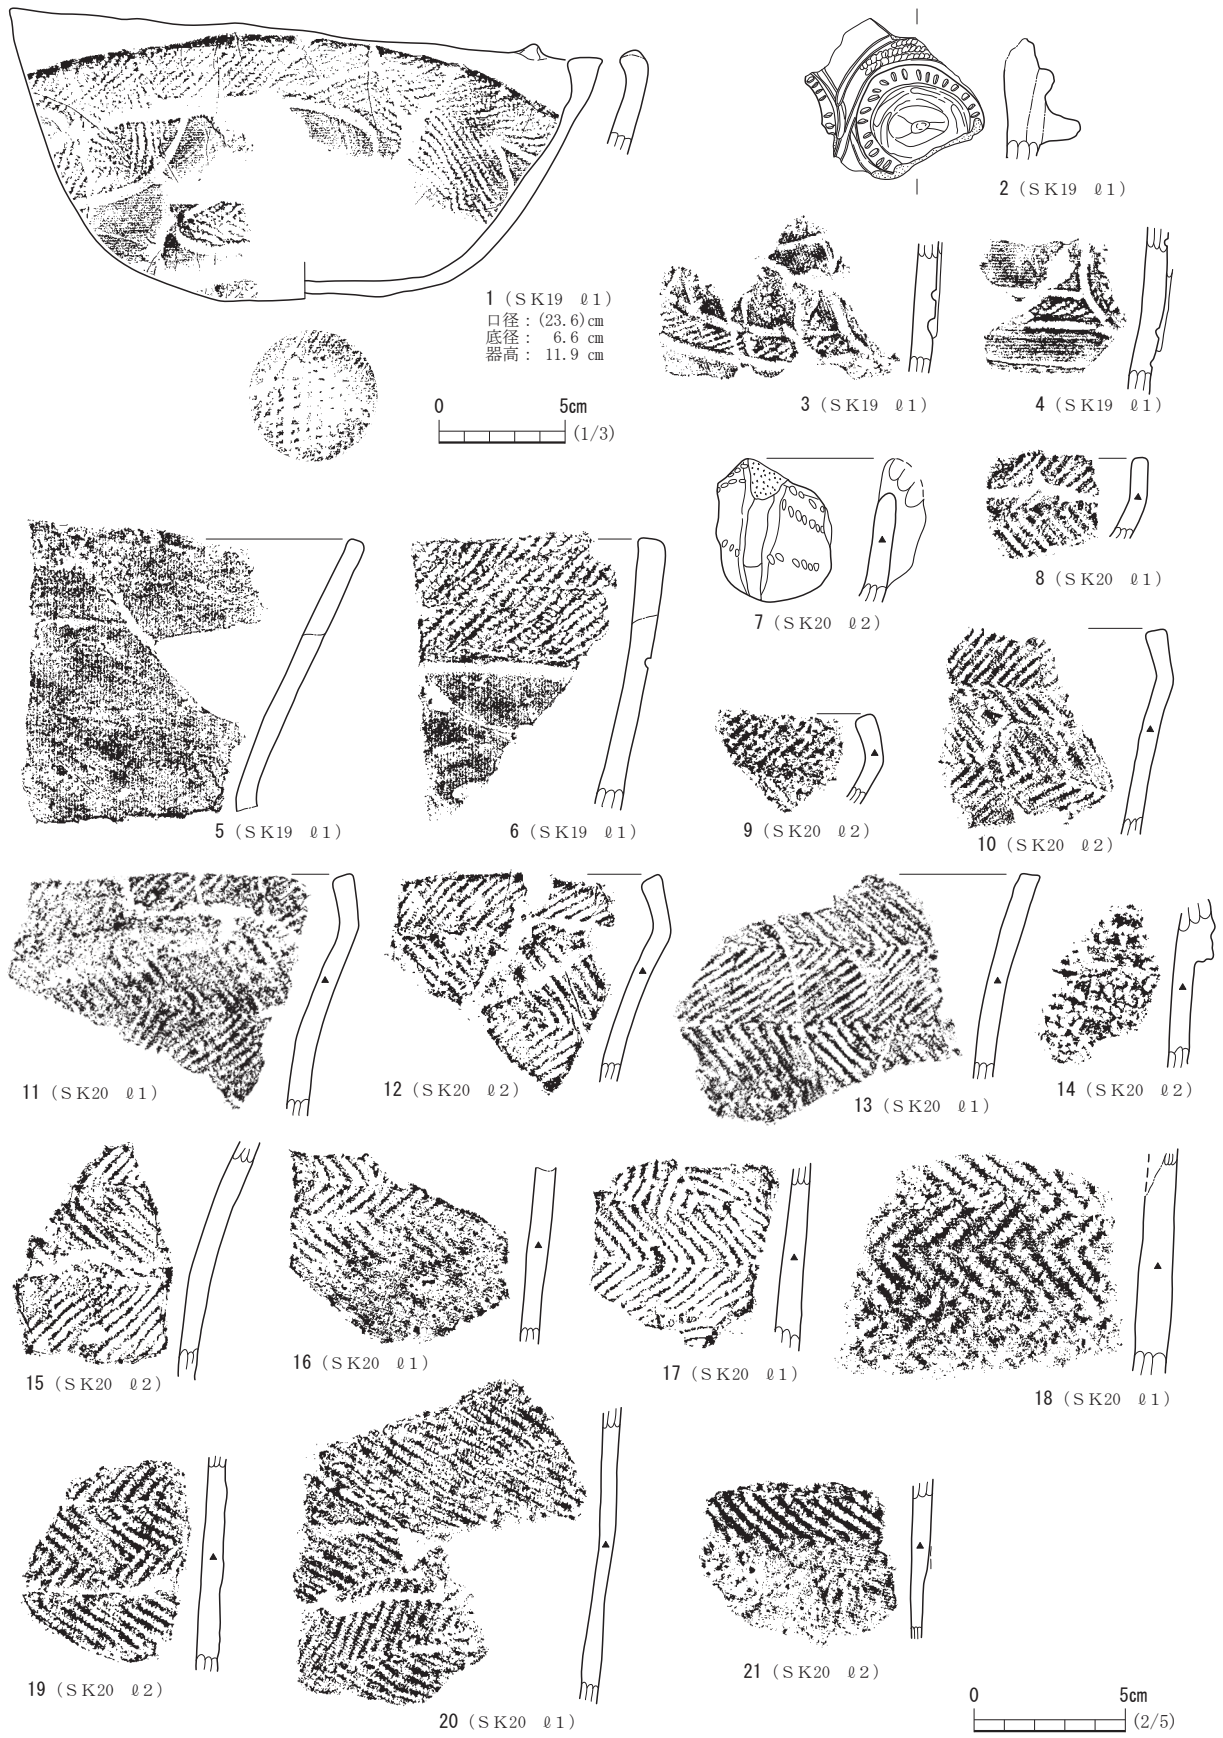 1（ＳＫ19　ℓ１）
口径：(23.6)㎝
底径：　6.6 ㎝
器高： 11.9 ㎝
0　5cm
(1/3)
2（ＳＫ19　ℓ１）
3（ＳＫ19　ℓ１）
4（ＳＫ19　ℓ１）
5（ＳＫ19　ℓ１）
6（ＳＫ19　ℓ１）
7（ＳＫ20　ℓ２）
8（ＳＫ20　ℓ１）
9（ＳＫ20　ℓ２）
10（ＳＫ20　ℓ２）
11（ＳＫ20　ℓ１）
12（ＳＫ20　ℓ２）
13（ＳＫ20　ℓ１）
14（ＳＫ20　ℓ２）
15（ＳＫ20　ℓ２）
16（ＳＫ20　ℓ１）
17（ＳＫ20　ℓ１）
18（ＳＫ20　ℓ１）
19（ＳＫ20　ℓ２）
20（ＳＫ20　ℓ１）
21（ＳＫ20　ℓ２）
0　5cm
(2/5)